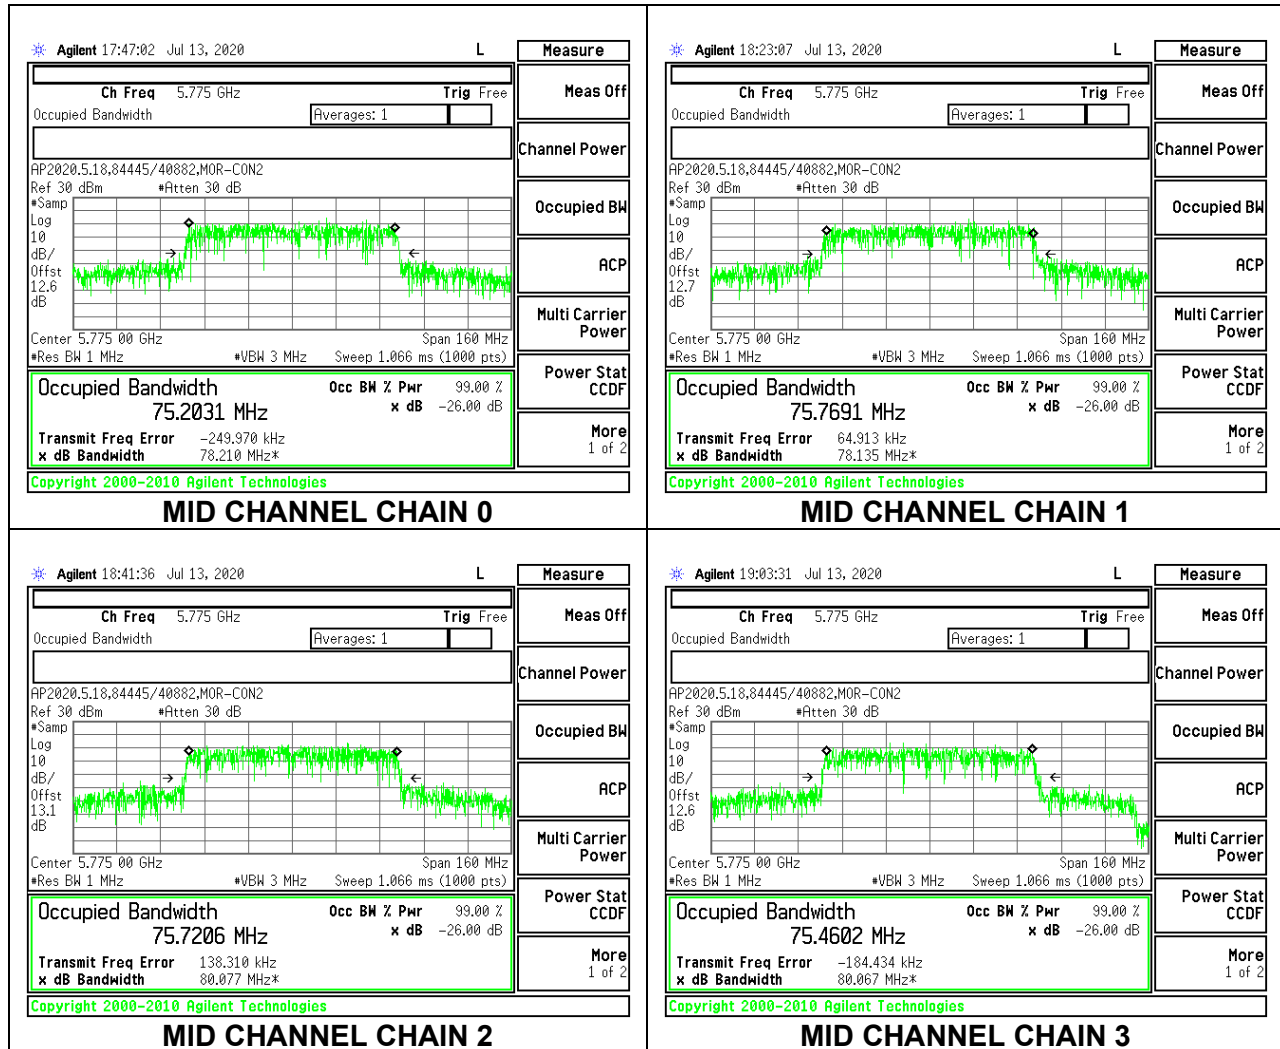 Agilent 17:47:02 Jul 13, 2020 L Measure
Ch Freq 5.775 GHz Trig Free
Meas Off
Occupied Bandwidth Averages: 1
Channel Power
AP2020.5.18,84445/40882,MOR-CON2
Ref 30 dBm #Atten 30 dB
#Samp
Log
10
dB/
Offst
12.6
dB
Occupied BW
ACP
Multi Carrier
Power
Center 5.775 00 GHz Span 160 MHz
#Res BW 1 MHz #VBW 3 MHz Sweep 1.066 ms (1000 pts)
Power Stat
CCDF
Occupied Bandwidth Occ BW % Pwr 99.00 %
75.2031 MHz x dB -26.00 dB
Transmit Freq Error -249.970 kHz
x dB Bandwidth 78.210 MHz*
More
1 of 2
Copyright 2000-2010 Agilent Technologies
MID CHANNEL CHAIN 0
Agilent 18:23:07 Jul 13, 2020 L Measure
Ch Freq 5.775 GHz Trig Free
Meas Off
Occupied Bandwidth Averages: 1
Channel Power
AP2020.5.18,84445/40882,MOR-CON2
Ref 30 dBm #Atten 30 dB
#Samp
Log
10
dB/
Offst
12.7
dB
Occupied BW
ACP
Multi Carrier
Power
Center 5.775 00 GHz Span 160 MHz
#Res BW 1 MHz #VBW 3 MHz Sweep 1.066 ms (1000 pts)
Power Stat
CCDF
Occupied Bandwidth Occ BW % Pwr 99.00 %
75.7691 MHz x dB -26.00 dB
Transmit Freq Error 64.913 kHz
x dB Bandwidth 78.135 MHz*
More
1 of 2
Copyright 2000-2010 Agilent Technologies
MID CHANNEL CHAIN 1
Agilent 18:41:36 Jul 13, 2020 L Measure
Ch Freq 5.775 GHz Trig Free
Meas Off
Occupied Bandwidth Averages: 1
Channel Power
AP2020.5.18,84445/40882,MOR-CON2
Ref 30 dBm #Atten 30 dB
#Samp
Log
10
dB/
Offst
13.1
dB
Occupied BW
ACP
Multi Carrier
Power
Center 5.775 00 GHz Span 160 MHz
#Res BW 1 MHz #VBW 3 MHz Sweep 1.066 ms (1000 pts)
Power Stat
CCDF
Occupied Bandwidth Occ BW % Pwr 99.00 %
75.7206 MHz x dB -26.00 dB
Transmit Freq Error 138.310 kHz
x dB Bandwidth 80.077 MHz*
More
1 of 2
Copyright 2000-2010 Agilent Technologies
MID CHANNEL CHAIN 2
Agilent 19:03:31 Jul 13, 2020 L Measure
Ch Freq 5.775 GHz Trig Free
Meas Off
Occupied Bandwidth Averages: 1
Channel Power
AP2020.5.18,84445/40882,MOR-CON2
Ref 30 dBm #Atten 30 dB
#Samp
Log
10
dB/
Offst
12.6
dB
Occupied BW
ACP
Multi Carrier
Power
Center 5.775 00 GHz Span 160 MHz
#Res BW 1 MHz #VBW 3 MHz Sweep 1.066 ms (1000 pts)
Power Stat
CCDF
Occupied Bandwidth Occ BW % Pwr 99.00 %
75.4602 MHz x dB -26.00 dB
Transmit Freq Error -184.434 kHz
x dB Bandwidth 80.067 MHz*
More
1 of 2
Copyright 2000-2010 Agilent Technologies
MID CHANNEL CHAIN 3